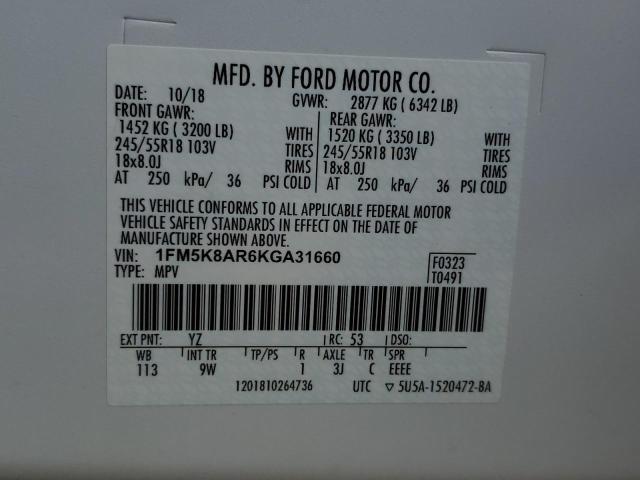 MFD. BY FORD MOTOR CO.
DATE: 10/18 GVWR: 2877 KG ( 6342 LB)
FRONT GAWR: REAR GAWR:
1452 KG ( 3200 LB) WITH 1520 KG ( 3350 LB) WITH
245/55R18 103V TIRES 245/55R18 103V TIRES
18x8.0J RIMS 18x8.0J RIMS
AT 250 kPa/ 36 PSI COLD AT 250 kPa/ 36 PSI COLD
THIS VEHICLE CONFORMS TO ALL APPLICABLE FEDERAL MOTOR
VEHICLE SAFETY STANDARDS IN EFFECT ON THE DATE OF
MANUFACTURE SHOWN ABOVE.
VIN: 1FM5K8AR6KGA31660 F0323
TYPE: MPV T0491
EXT PNT: YZ RC: 53 DSO:
WB INT TR TP/PS R AXLE TR SPR
113 9W 1 3J C EEEE
1201810264736 UTC ▽ 5U5A-1520472-BA